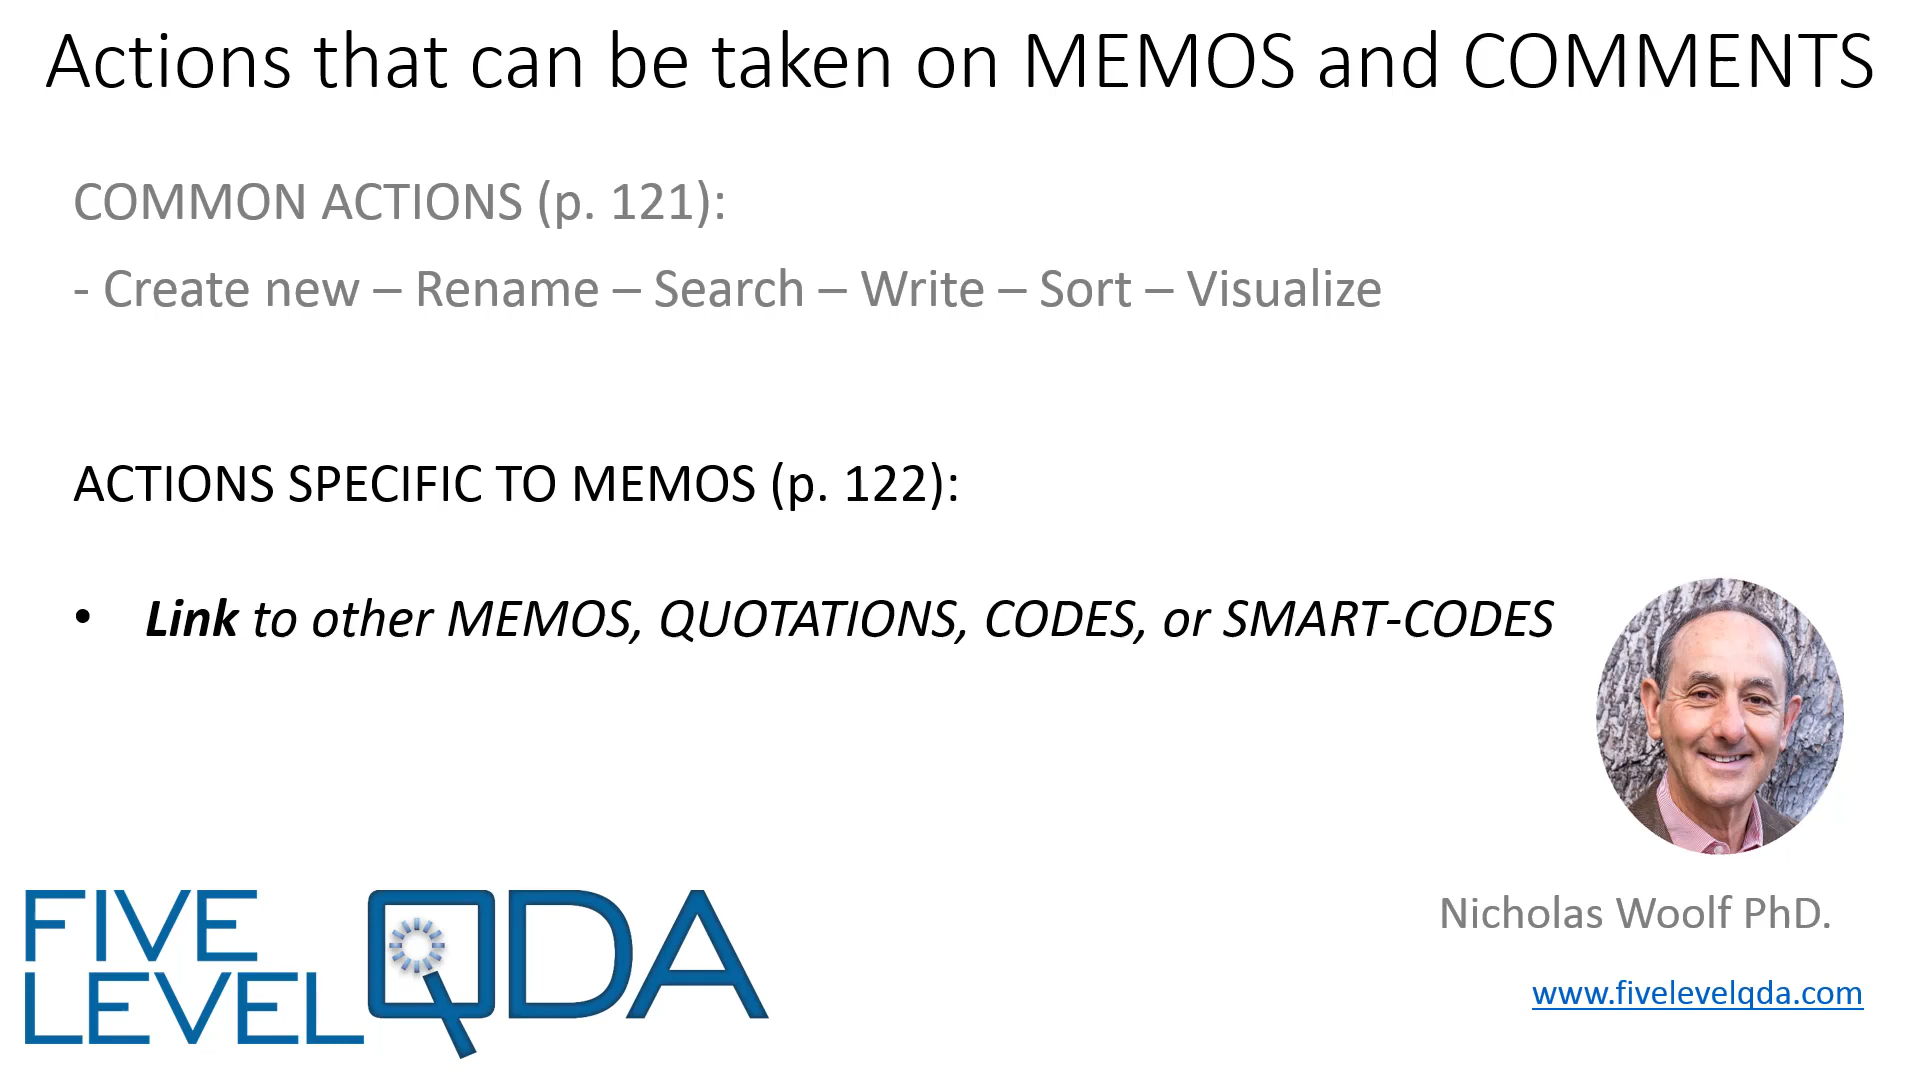 Actions that can be taken on MEMOS and COMMENTS
COMMON ACTIONS (p. 121):
- Create new – Rename – Search – Write – Sort – Visualize
ACTIONS SPECIFIC TO MEMOS (p. 122):
• Link to other MEMOS, QUOTATIONS, CODES, or SMART-CODES
FIVE LEVEL QDA
Nicholas Woolf PhD.
www.fivelevelqda.com